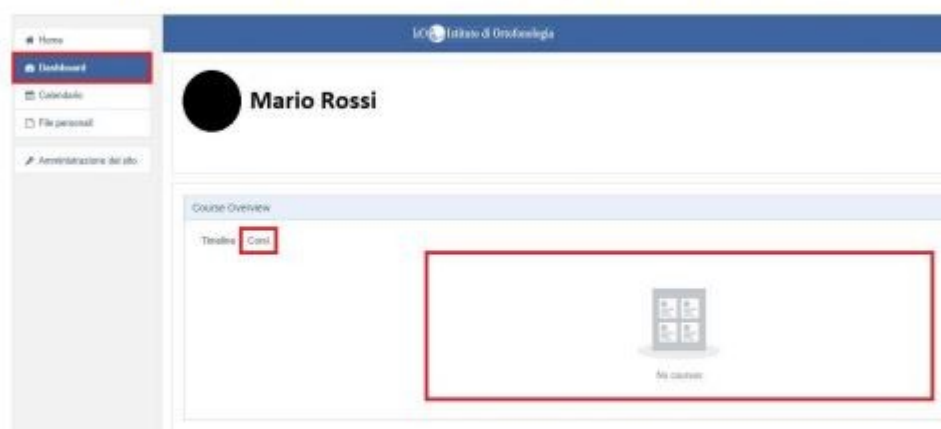 Home
Dashboard
Calendario
File personali
Amministrazione del sito
Istituto di Ortofonologia
Mario Rossi
Course Overview
Timeline Corsi
No courses